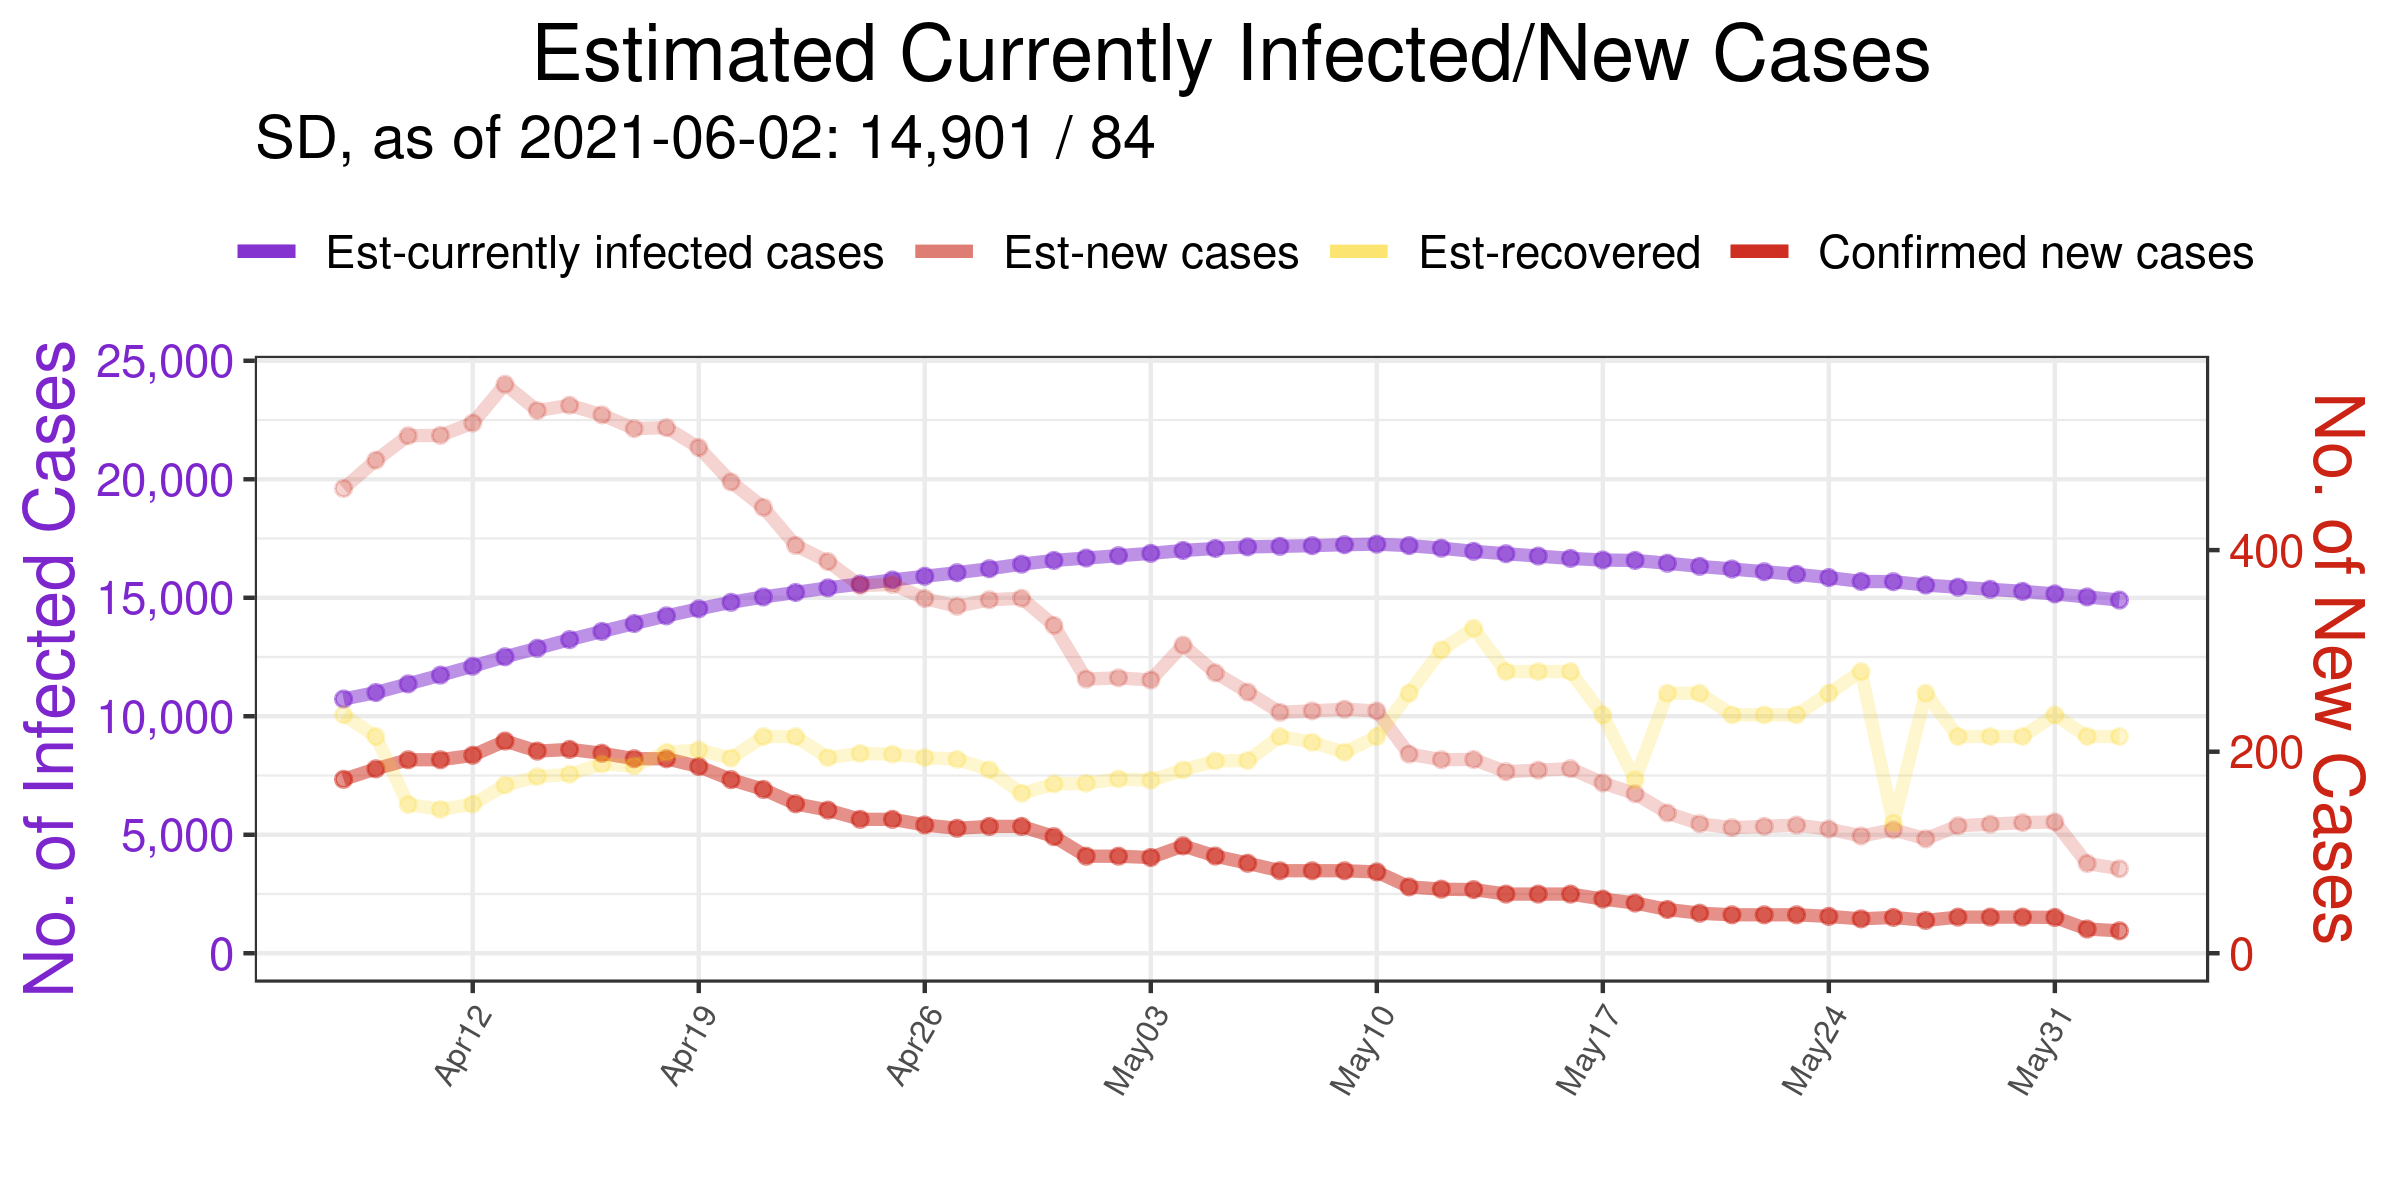 Estimated Currently Infected/New Cases
SD, as of 2021-06-02: 14,901 / 84
Est-currently infected cases
Est-new cases
Est-recovered
Confirmed new cases
No. of Infected Cases
25,000
20,000
15,000
10,000
5,000
0
400
200
0
No. of New Cases
Apr12
Apr19
Apr26
May03
May10
May17
May24
May31